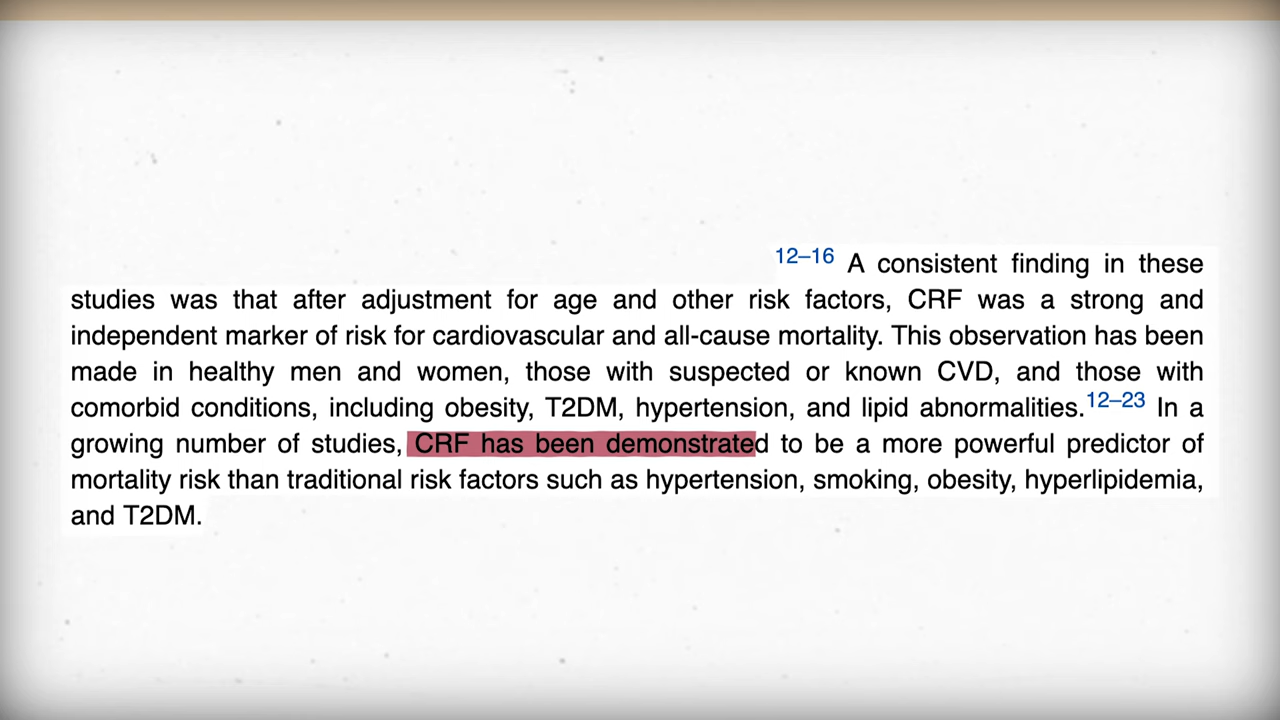 12–16 A consistent finding in these
studies was that after adjustment for age and other risk factors, CRF was a strong and
independent marker of risk for cardiovascular and all-cause mortality. This observation has been
made in healthy men and women, those with suspected or known CVD, and those with
comorbid conditions, including obesity, T2DM, hypertension, and lipid abnormalities.12–23 In a
growing number of studies, CRF has been demonstrated to be a more powerful predictor of
mortality risk than traditional risk factors such as hypertension, smoking, obesity, hyperlipidemia,
and T2DM.